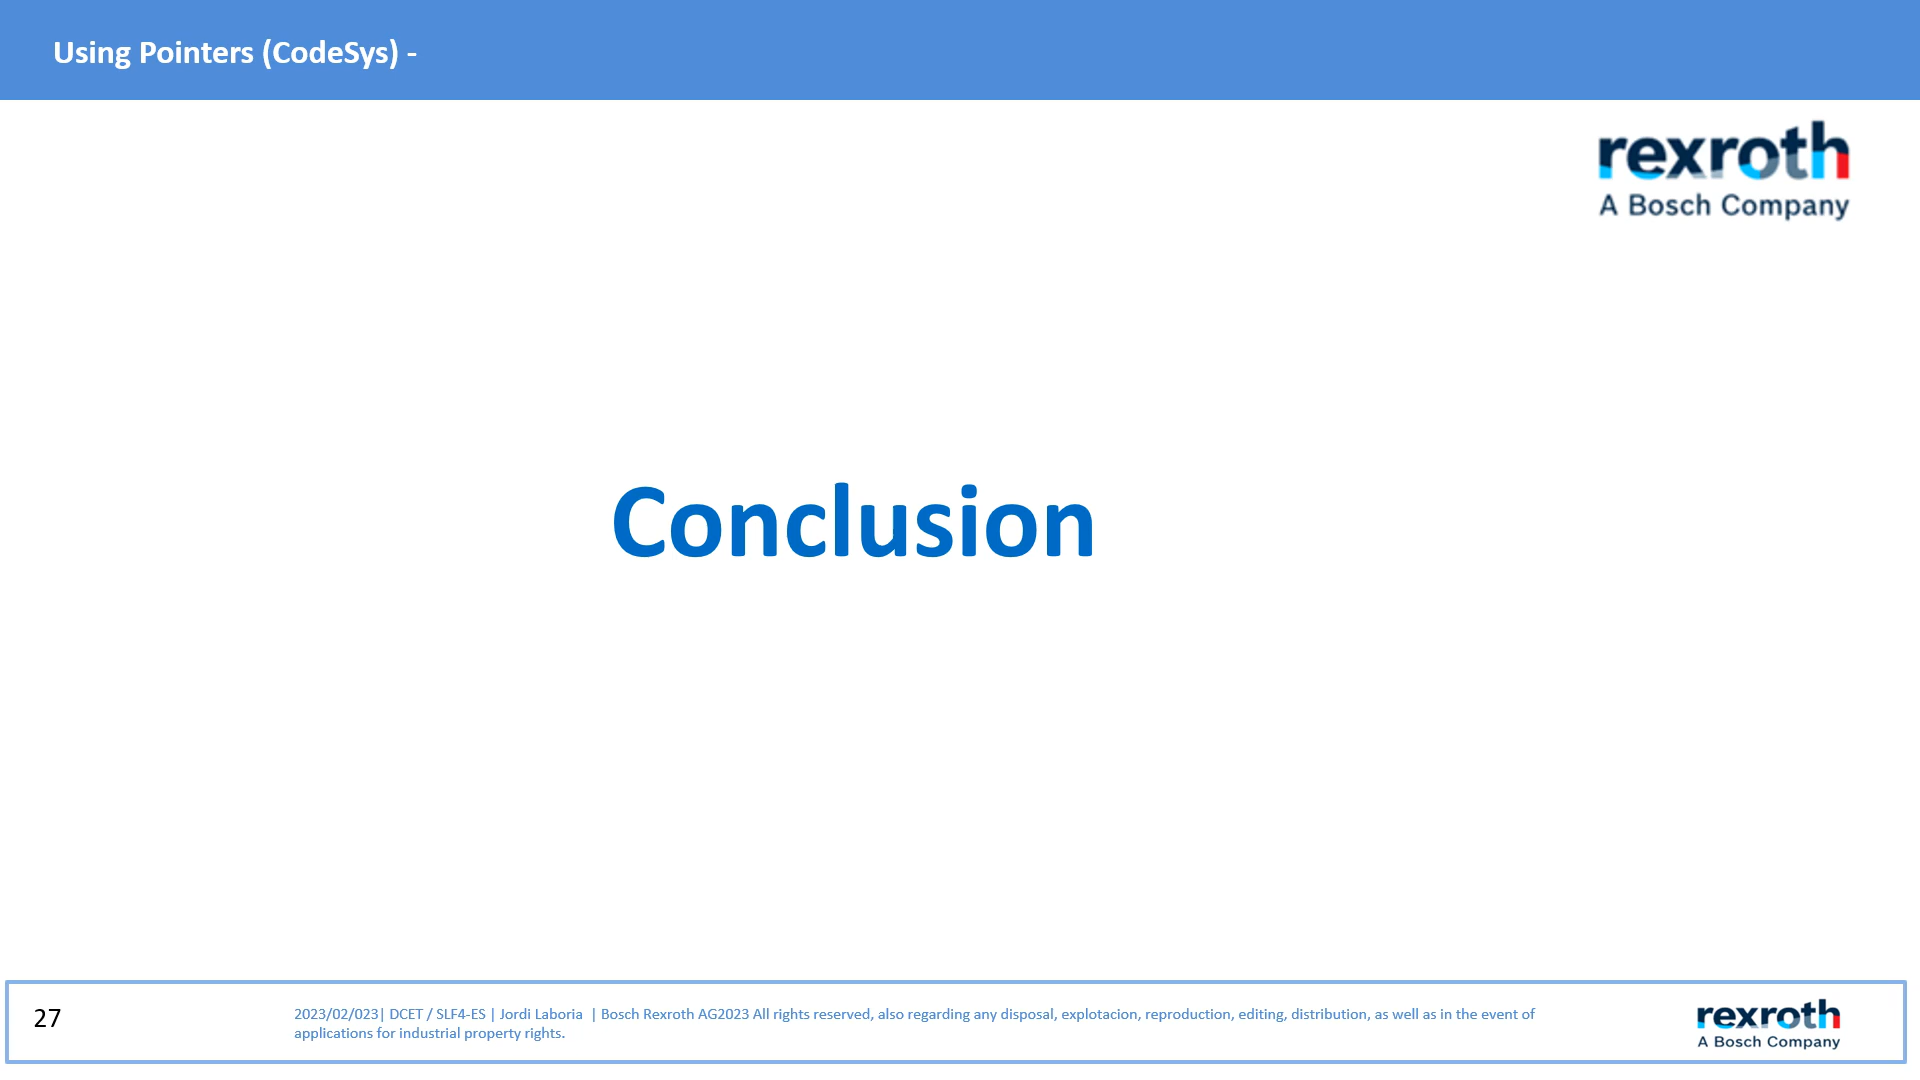 Using Pointers (CodeSys) -
rexroth
A Bosch Company
Conclusion
27
2023/02/023| DCET / SLF4-ES | Jordi Laboria | Bosch Rexroth AG2023 All rights reserved, also regarding any disposal, explotacion, reproduction, editing, distribution, as well as in the event of
applications for industrial property rights.
rexroth
A Bosch Company